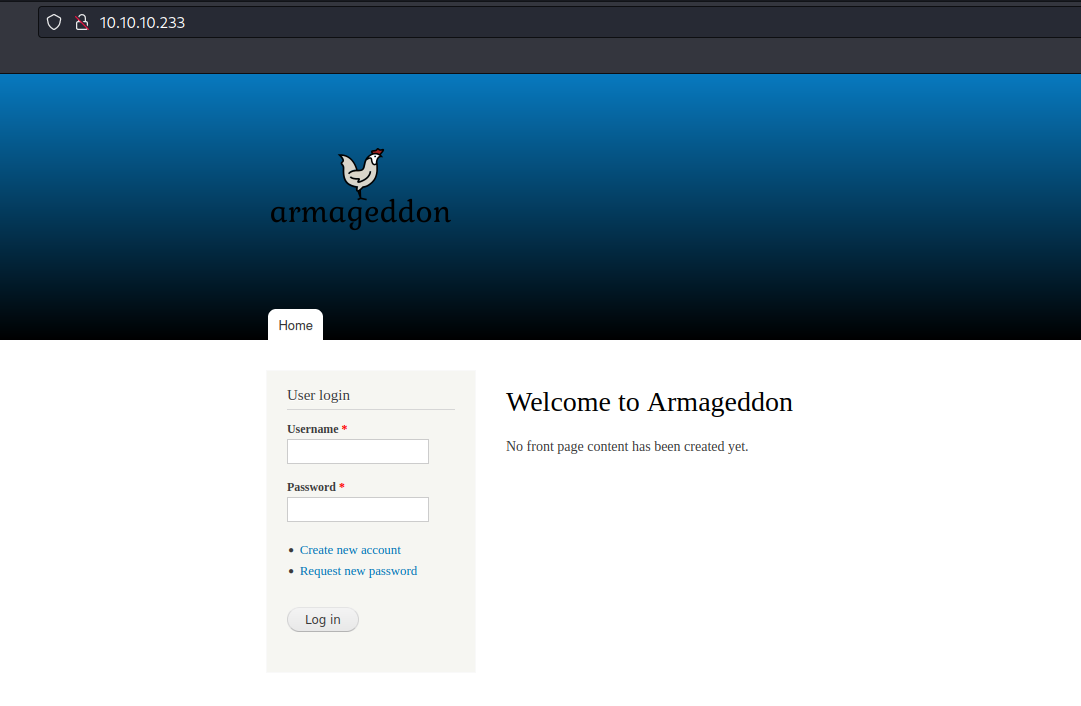 10.10.10.233
armageddon
Home
User login
Username *
Password *
Create new account
Request new password
Log in
Welcome to Armageddon
No front page content has been created yet.